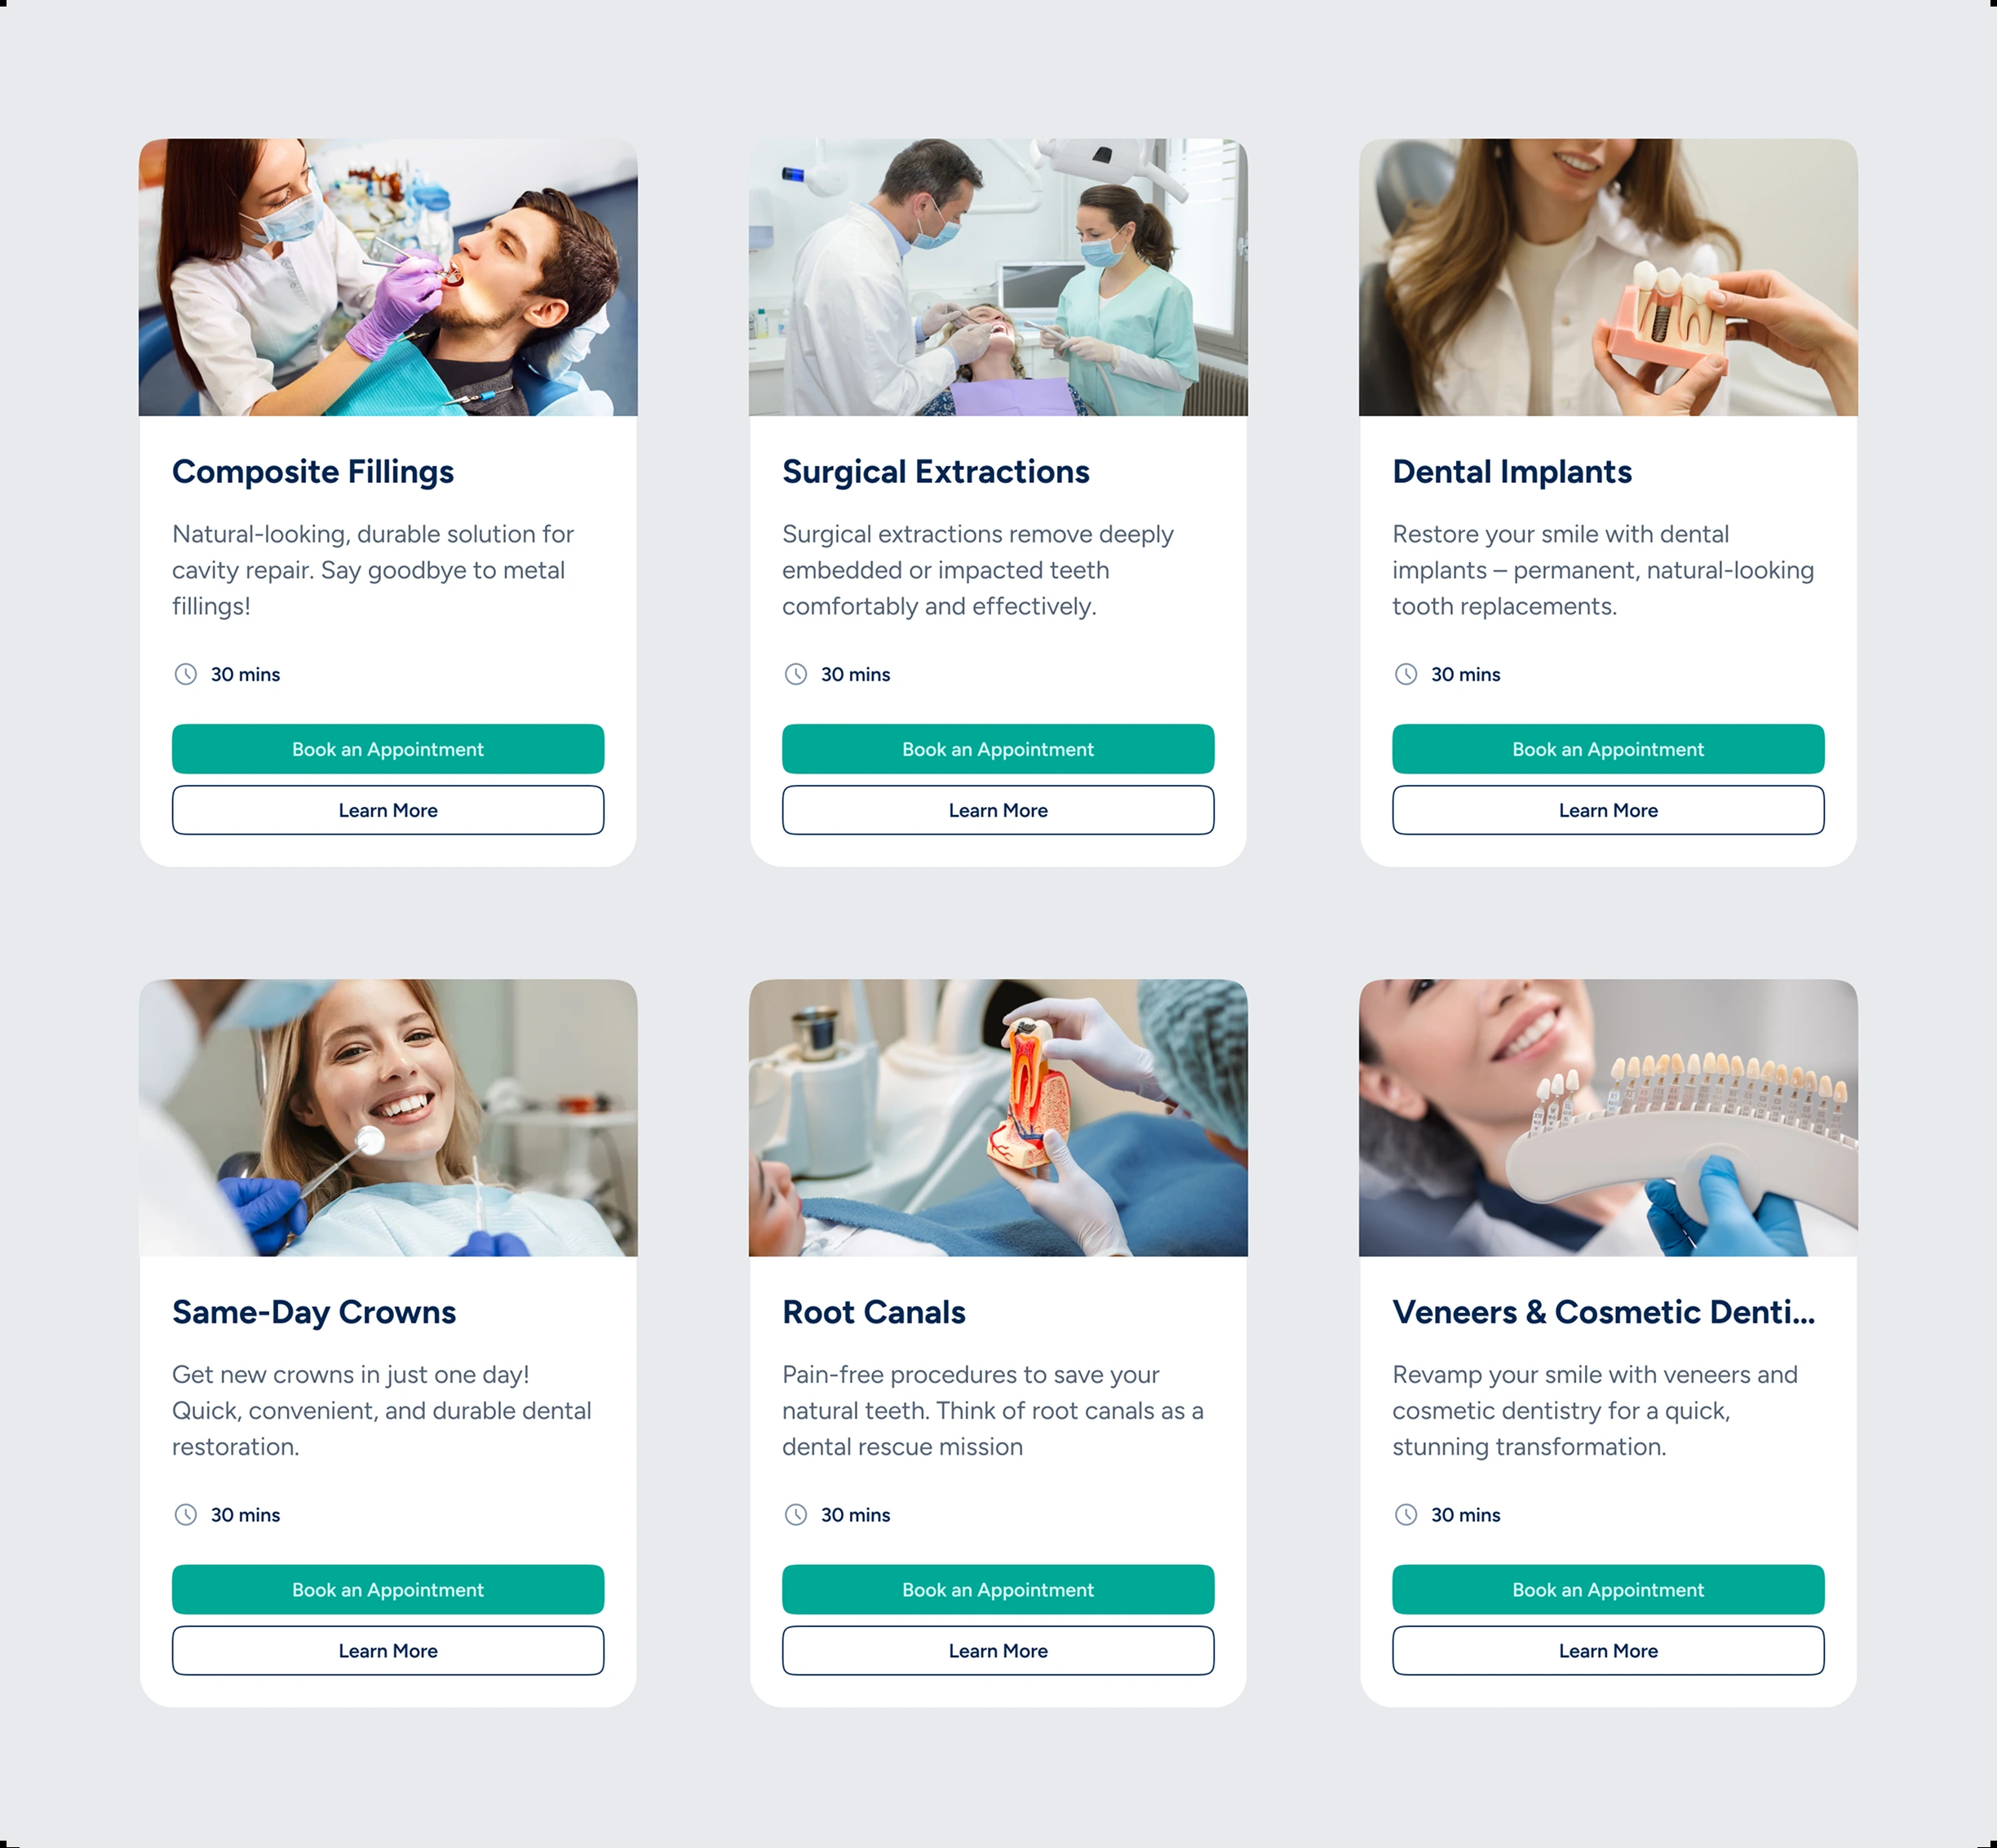 Composite Fillings
Natural-looking, durable solution for
cavity repair. Say goodbye to metal
fillings!
30 mins
Book an Appointment
Learn More
Surgical Extractions
Surgical extractions remove deeply
embedded or impacted teeth
comfortably and effectively.
30 mins
Book an Appointment
Learn More
Dental Implants
Restore your smile with dental
implants – permanent, natural-looking
tooth replacements.
30 mins
Book an Appointment
Learn More
Same-Day Crowns
Get new crowns in just one day!
Quick, convenient, and durable dental
restoration.
30 mins
Book an Appointment
Learn More
Root Canals
Pain-free procedures to save your
natural teeth. Think of root canals as a
dental rescue mission
30 mins
Book an Appointment
Learn More
Veneers & Cosmetic Denti...
Revamp your smile with veneers and
cosmetic dentistry for a quick,
stunning transformation.
30 mins
Book an Appointment
Learn More